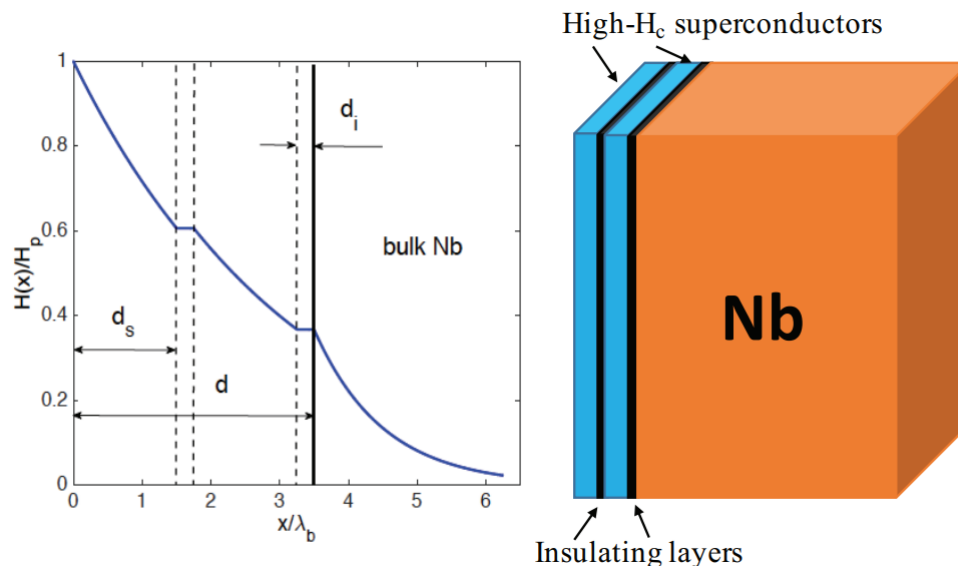 High-Hc superconductors
1
0.8
0.6
0.4
0.2
0
H(x)/Hp
di
bulk Nb
ds
d
0 1 2 3 4 5 6
x/λb
Nb
Insulating layers